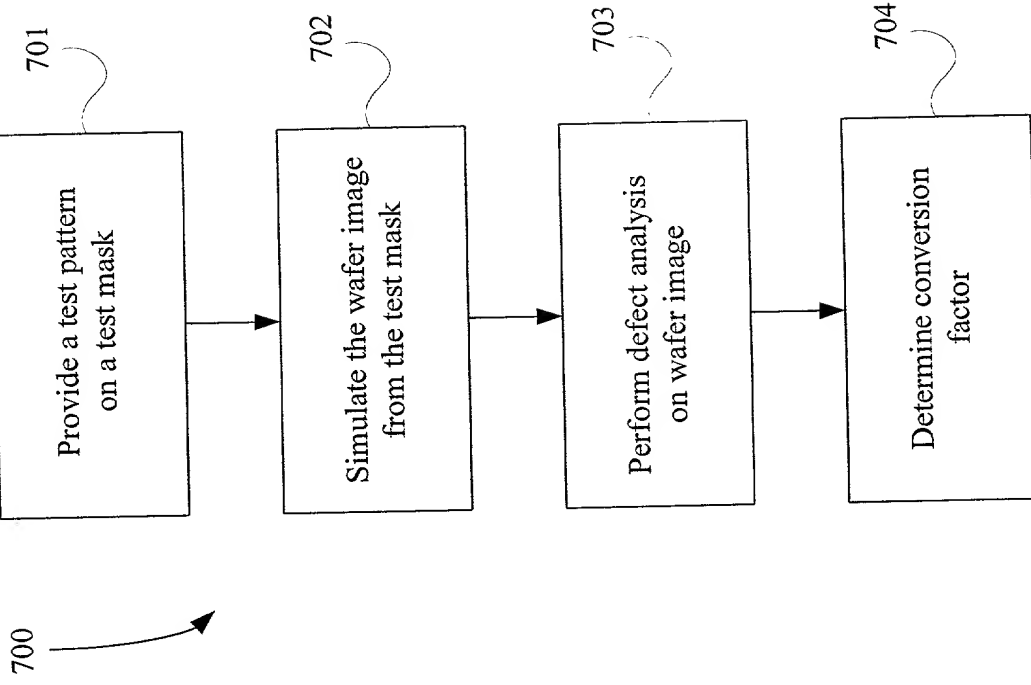 700
701
Provide a test pattern
on a test mask
702
Simulate the wafer image
from the test mask
703
Perform defect analysis
on wafer image
704
Determine conversion
factor